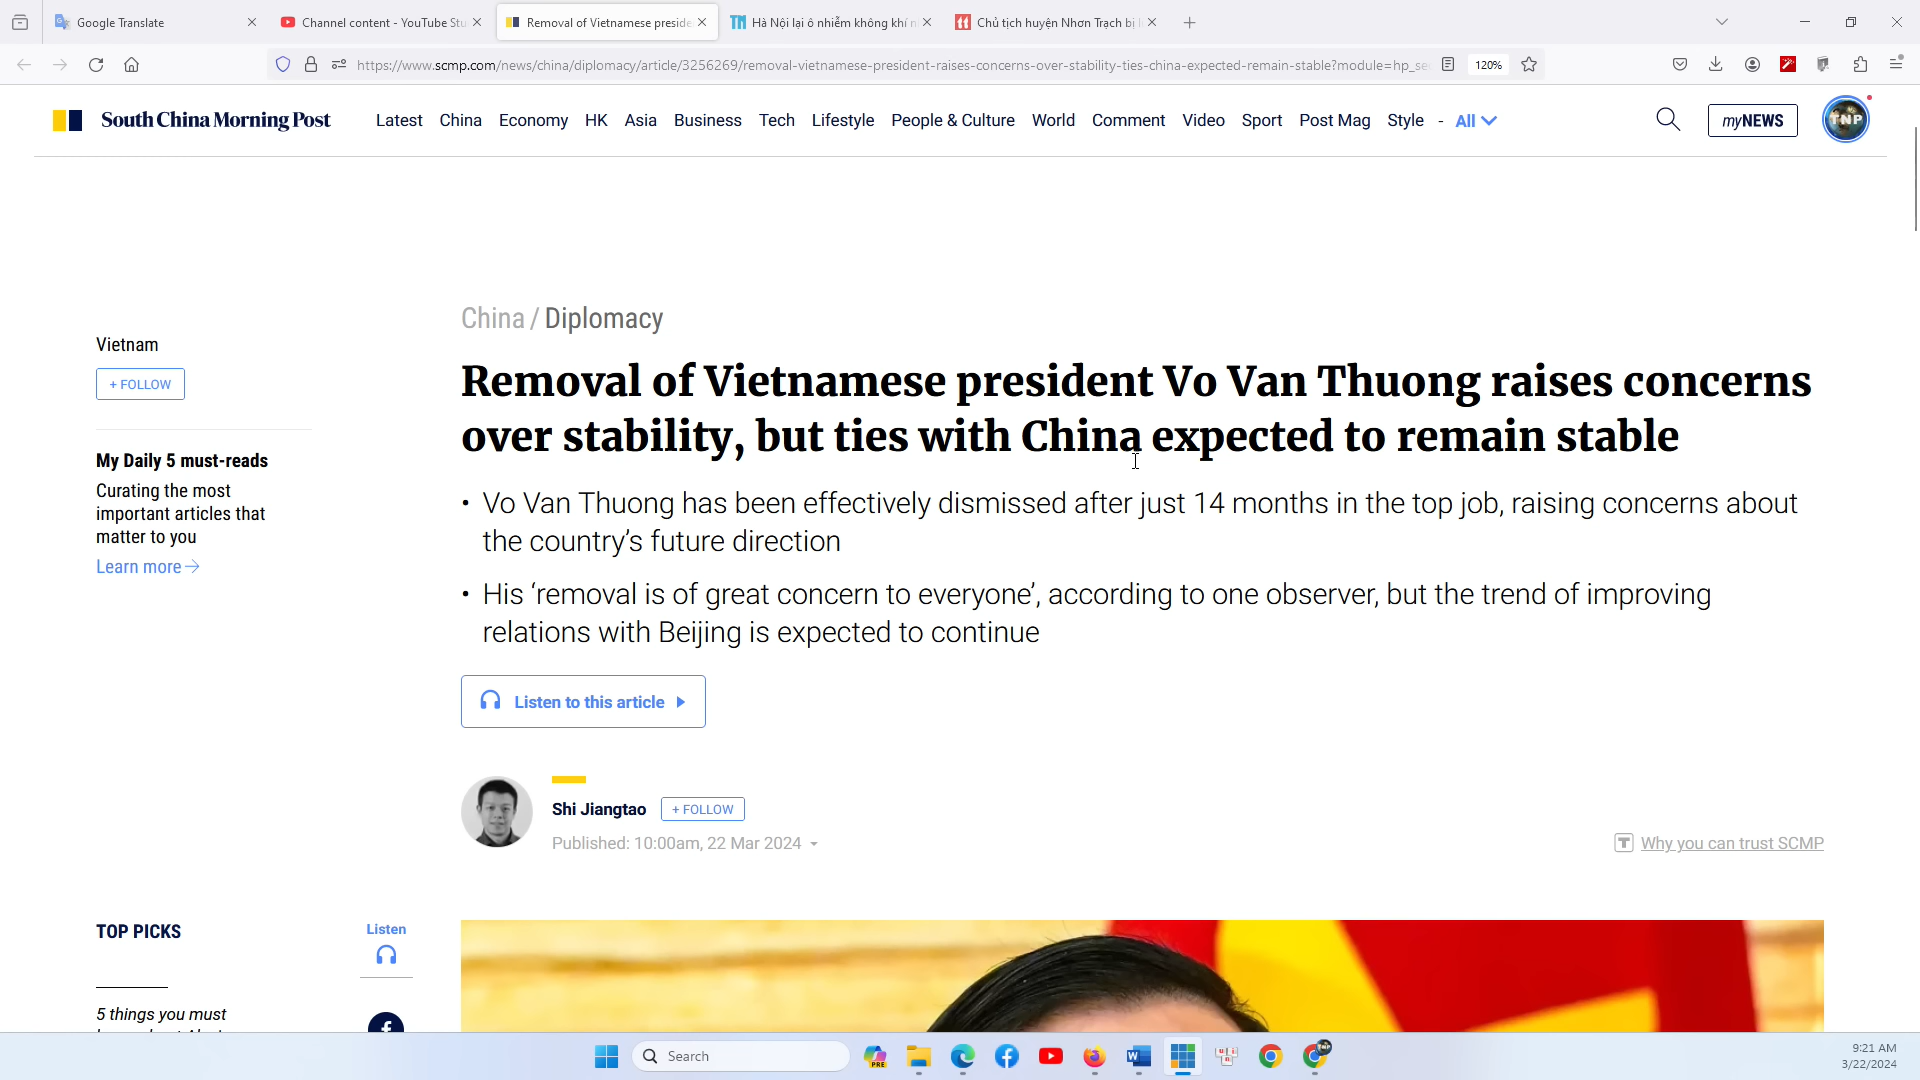 Google Translate
Channel content - YouTube Stu
Removal of Vietnamese preside
Hà Nội lại ô nhiễm không khí n
Chủ tịch huyện Nhơn Trạch bị
https://www.scmp.com/news/china/diplomacy/article/3256269/removal-vietnamese-president-raises-concerns-over-stability-ties-china-expected-remain-stable?module=hp_se
120%
South China Morning Post
Latest China Economy HK Asia Business Tech Lifestyle People & Culture World Comment Video Sport Post Mag Style - All
myNEWS
TNP
China / Diplomacy
Vietnam
+ FOLLOW
Removal of Vietnamese president Vo Van Thuong raises concerns
over stability, but ties with China expected to remain stable
My Daily 5 must-reads
Curating the most
important articles that
matter to you
Learn more
• Vo Van Thuong has been effectively dismissed after just 14 months in the top job, raising concerns about
the country’s future direction
• His ‘removal is of great concern to everyone’, according to one observer, but the trend of improving
relations with Beijing is expected to continue
Listen to this article
Shi Jiangtao
+ FOLLOW
Published: 10:00am, 22 Mar 2024
T Why you can trust SCMP
TOP PICKS
Listen
5 things you must
Search
PRE
TNP
9:21 AM
3/22/2024